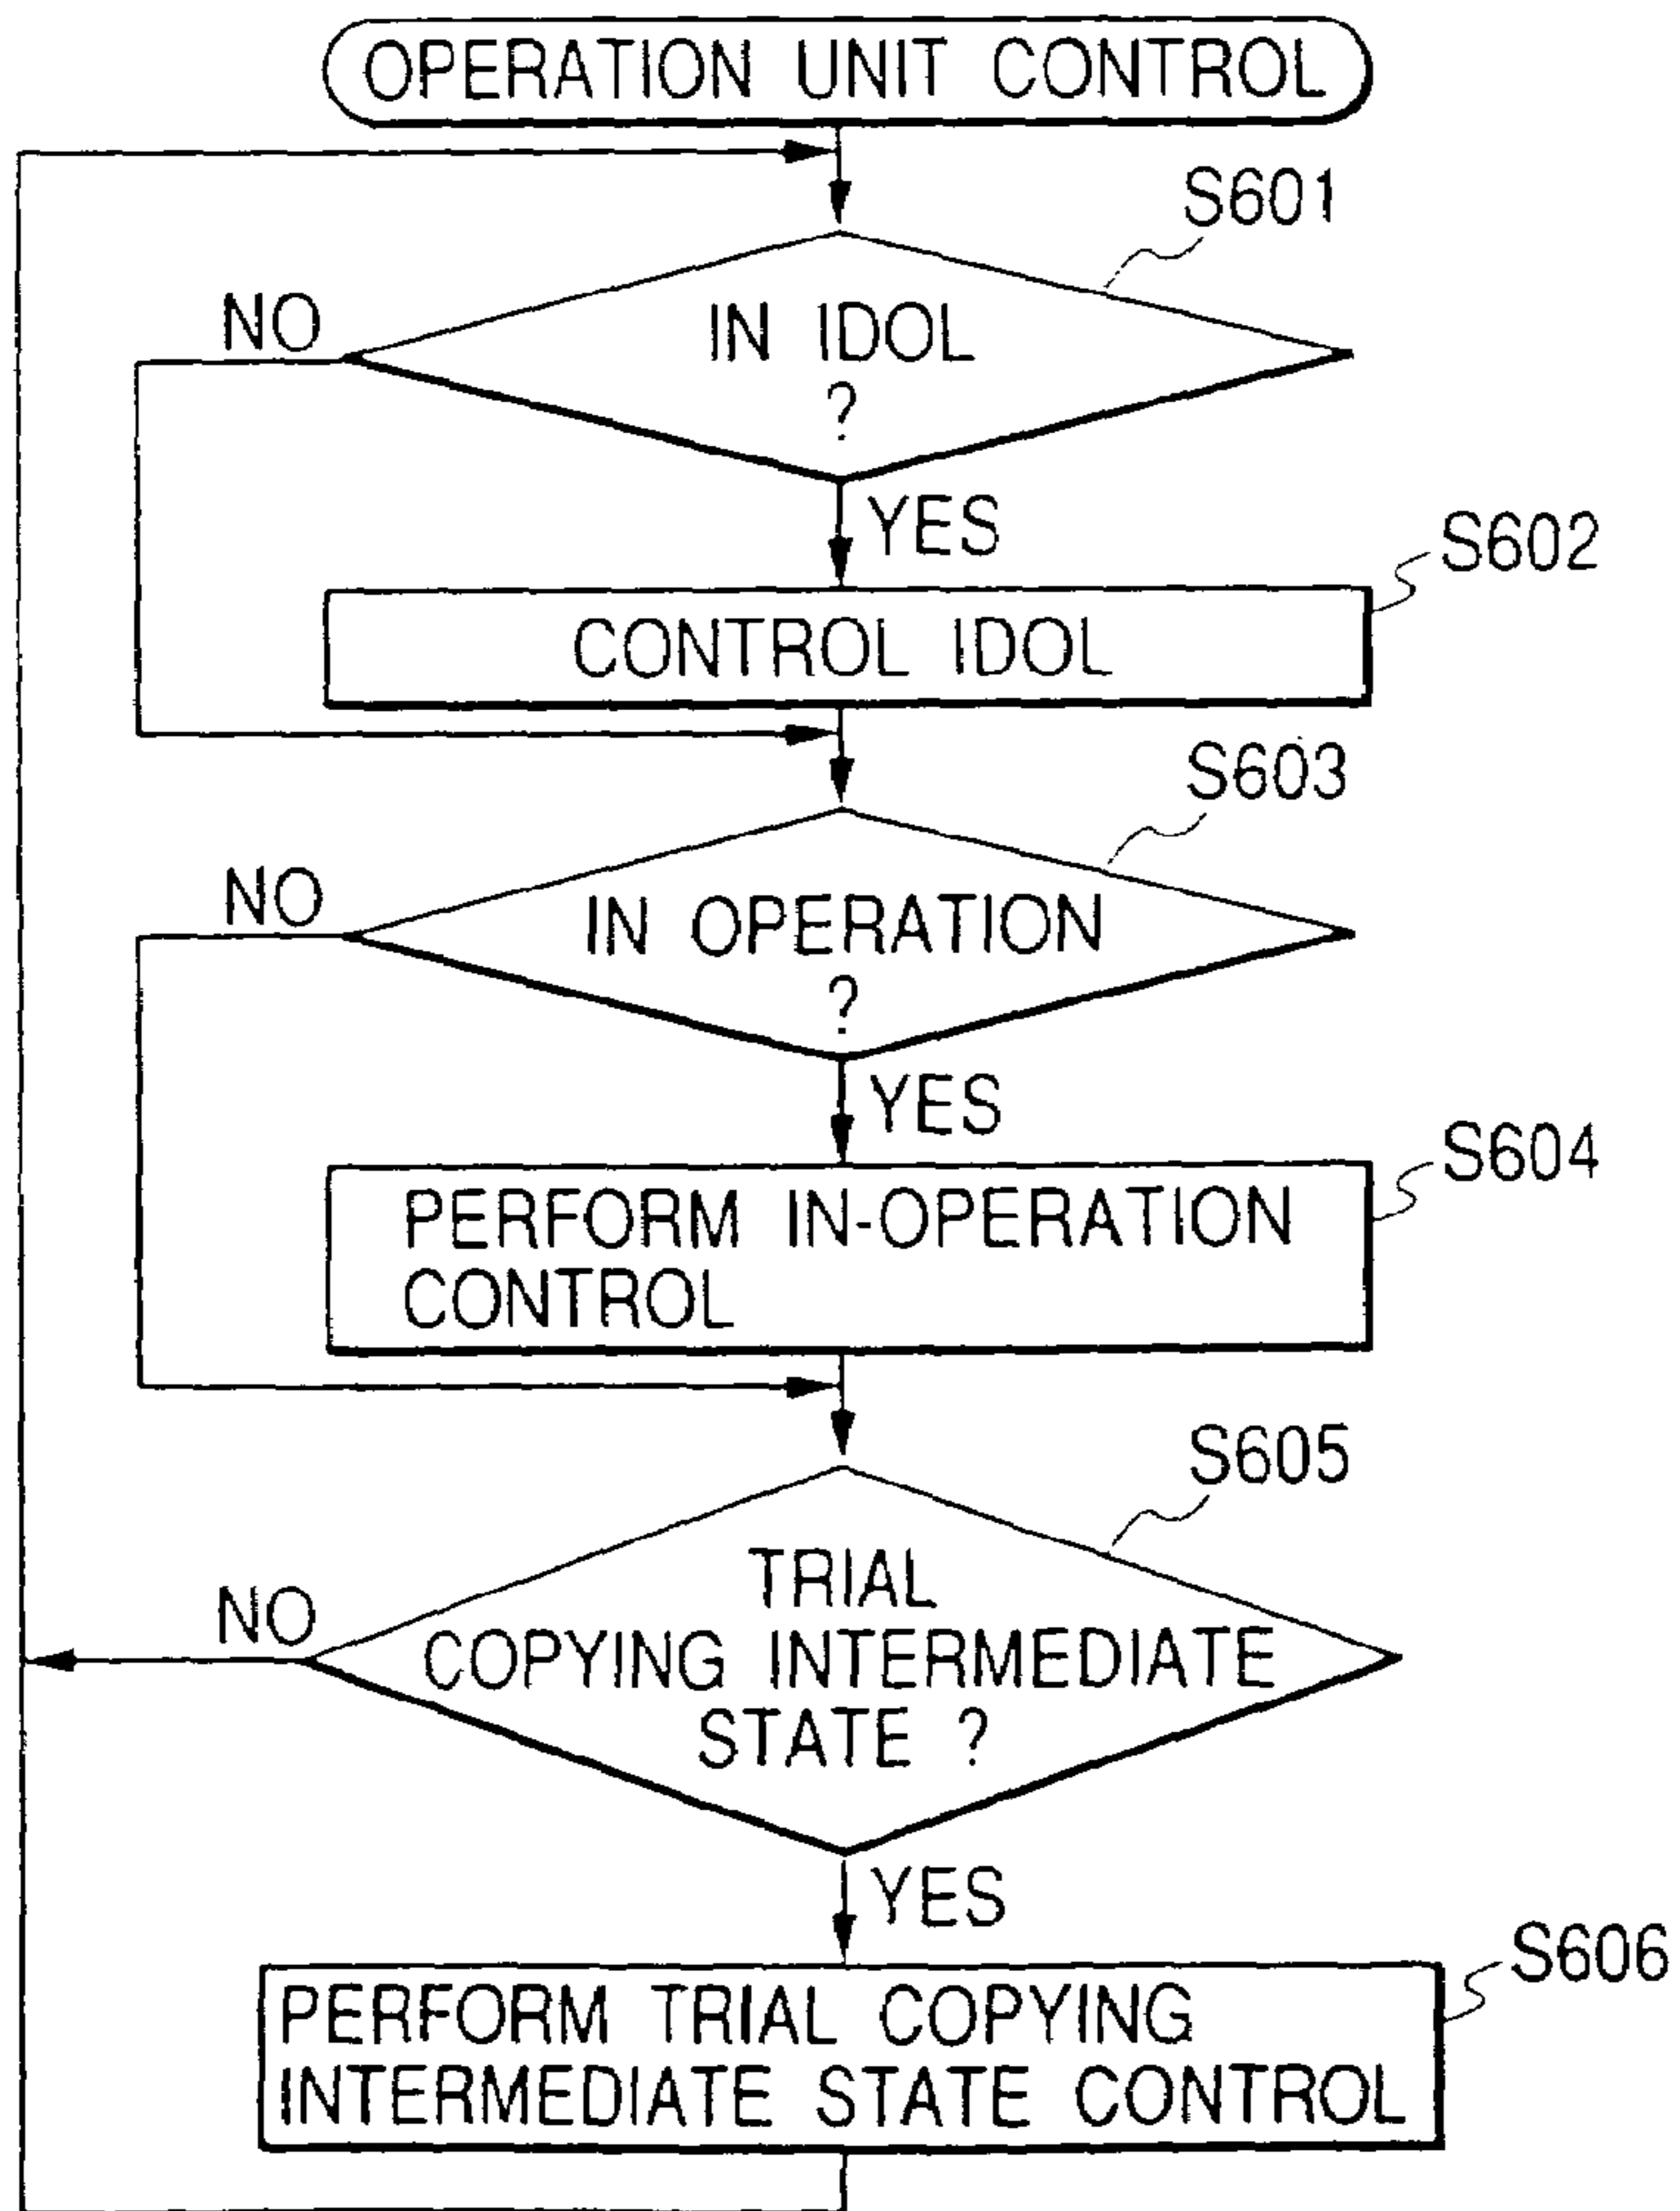 OPERATION UNIT CONTROL
S601
NO
IN IDOL
?
YES
S602
CONTROL IDOL
S603
NO
IN OPERATION
?
YES
S604
PERFORM IN-OPERATION
CONTROL
S605
NO
TRIAL
COPYING INTERMEDIATE
STATE ?
YES
S606
PERFORM TRIAL COPYING
INTERMEDIATE STATE CONTROL